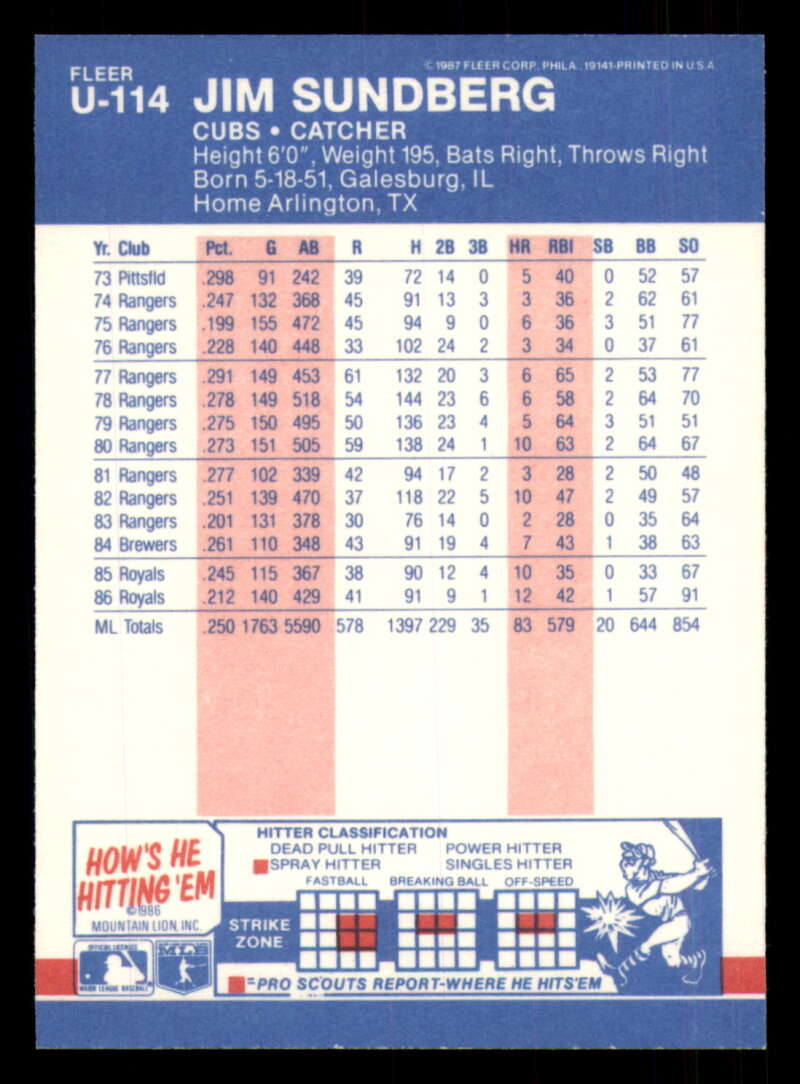 FLEER
© 1987 FLEER CORP. PHILA., 19141-PRINTED IN U.S.A.
U-114 JIM SUNDBERG
CUBS • CATCHER
Height 6'0", Weight 195, Bats Right, Throws Right
Born 5-18-51, Galesburg, IL
Home Arlington, TX
Yr. Club Pct. G AB R H 2B 3B HR RBI SB BB SO
73 Pittsfld .298 91 242 39 72 14 0 5 40 0 52 57
74 Rangers .247 132 368 45 91 13 3 3 36 2 62 61
75 Rangers .199 155 472 45 94 9 0 6 36 3 51 77
76 Rangers .228 140 448 33 102 24 2 3 34 0 37 61
77 Rangers .291 149 453 61 132 20 3 6 65 2 53 77
78 Rangers .278 149 518 54 144 23 6 6 58 2 64 70
79 Rangers .275 150 495 50 136 23 4 5 64 3 51 51
80 Rangers .273 151 505 59 138 24 1 10 63 2 64 67
81 Rangers .277 102 339 42 94 17 2 3 28 2 50 48
82 Rangers .251 139 470 37 118 22 5 10 47 2 49 57
83 Rangers .201 131 378 30 76 14 0 2 28 0 35 64
84 Brewers .261 110 348 43 91 19 4 7 43 1 38 63
85 Royals .245 115 367 38 90 12 4 10 35 0 33 67
86 Royals .212 140 429 41 91 9 1 12 42 1 57 91
ML Totals .250 1763 5590 578 1397 229 35 83 579 20 644 854
HOW'S HE
HITTING 'EM
©1986
MOUNTAIN LION, INC.
OFFICIAL LICENSEE
MAJOR LEAGUE BASEBALL
MLB
HITTER CLASSIFICATION
DEAD PULL HITTER POWER HITTER
SPRAY HITTER SINGLES HITTER
FASTBALL BREAKING BALL OFF-SPEED
STRIKE
ZONE
=PRO SCOUTS REPORT-WHERE HE HITS'EM